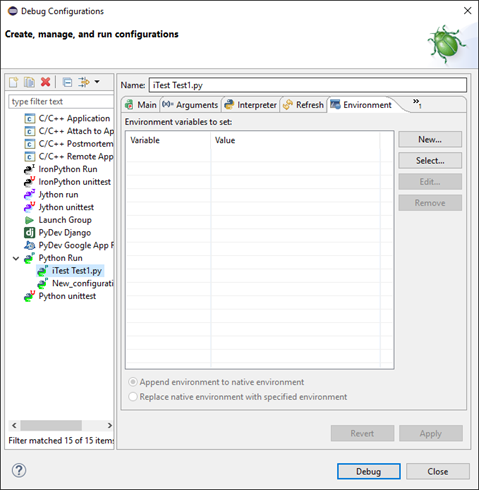 Debug Configurations
Create, manage, and run configurations
type filter text
C/C++ Application
C/C++ Attach to A
C/C++ Postmortem
C/C++ Remote App
IronPython Run
IronPython unittest
Jython run
Jython unittest
Launch Group
PyDev Django
PyDev Google App R
Python Run
iTest Test1.py
New_configurati
Python unittest
Filter matched 15 of 15 items
Name: iTest Test1.py
Main Arguments Interpreter Refresh Environment »1
Environment variables to set:
Variable Value
New...
Select...
Edit...
Remove
Append environment to native environment
Replace native environment with specified environment
Revert Apply
? Debug Close